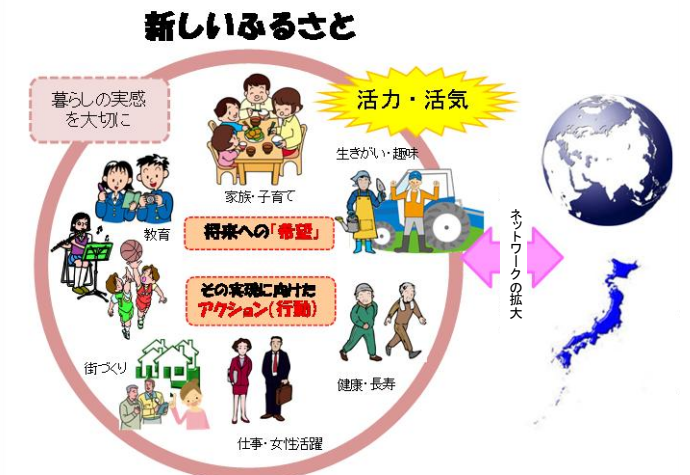 新しいふるさと
暮らしの実感
を大切に
活力・活気
生きがい・趣味
家族・子育て
教育
将来への「希望」
その実現に向けた
アクション(行動)
ネットワークの拡大
街づくり
健康・長寿
仕事・女性活躍